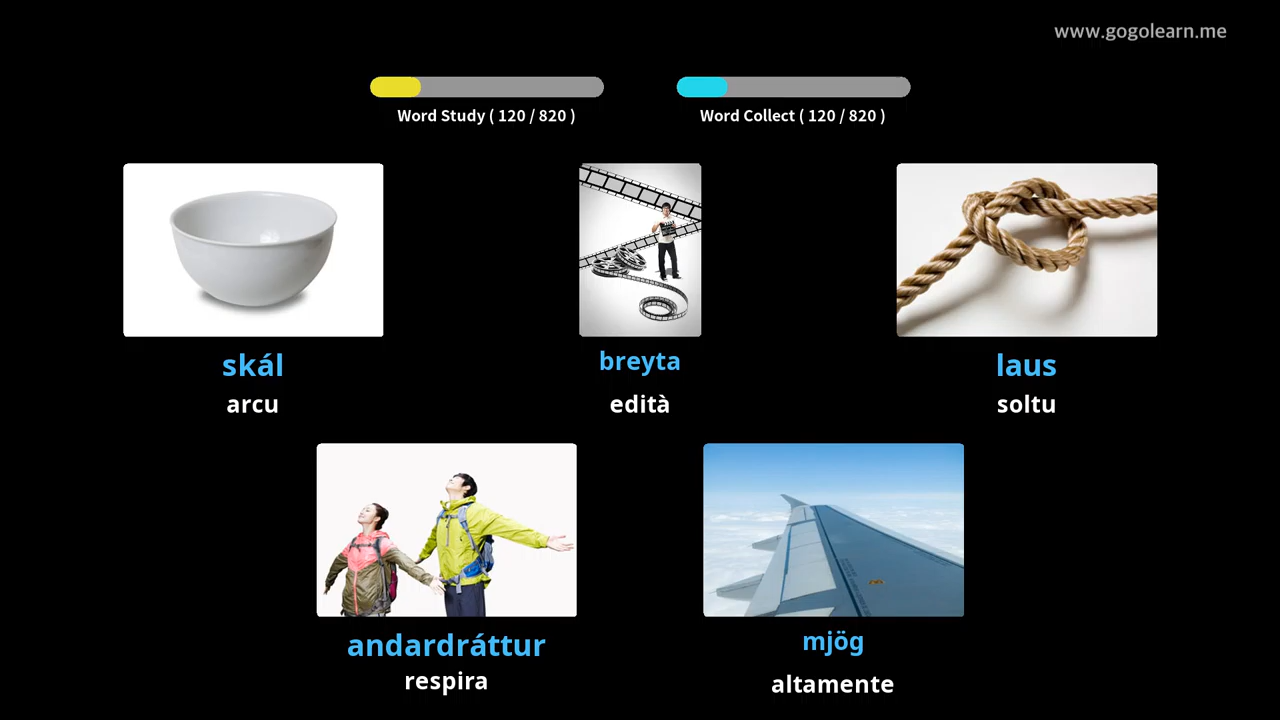 www.gogolearn.me
Word Study ( 120 / 820 )
Word Collect ( 120 / 820 )
skál
arcu
breyta
edità
laus
soltu
andardráttur
respira
mjög
altamente